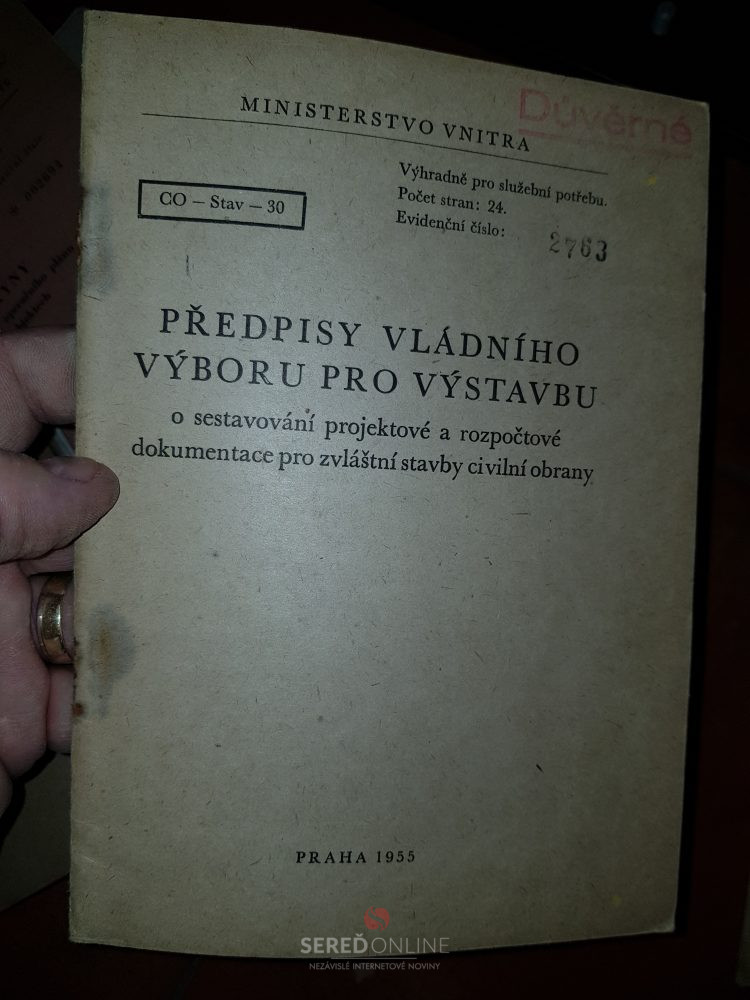 MINISTERSTVO VNITRA
Důvěrné
Výhradně pro služební potřebu.
Počet stran: 24.
Evidenční číslo: 2763
CO – Stav – 30
PŘEDPISY VLÁDNÍHO
VÝBORU PRO VÝSTAVBU
o sestavování projektové a rozpočtové
dokumentace pro zvláštní stavby civilní obrany
PRAHA 1955
SEREĎONLINE
NEZÁVISLÉ INTERNETOVÉ NOVINY